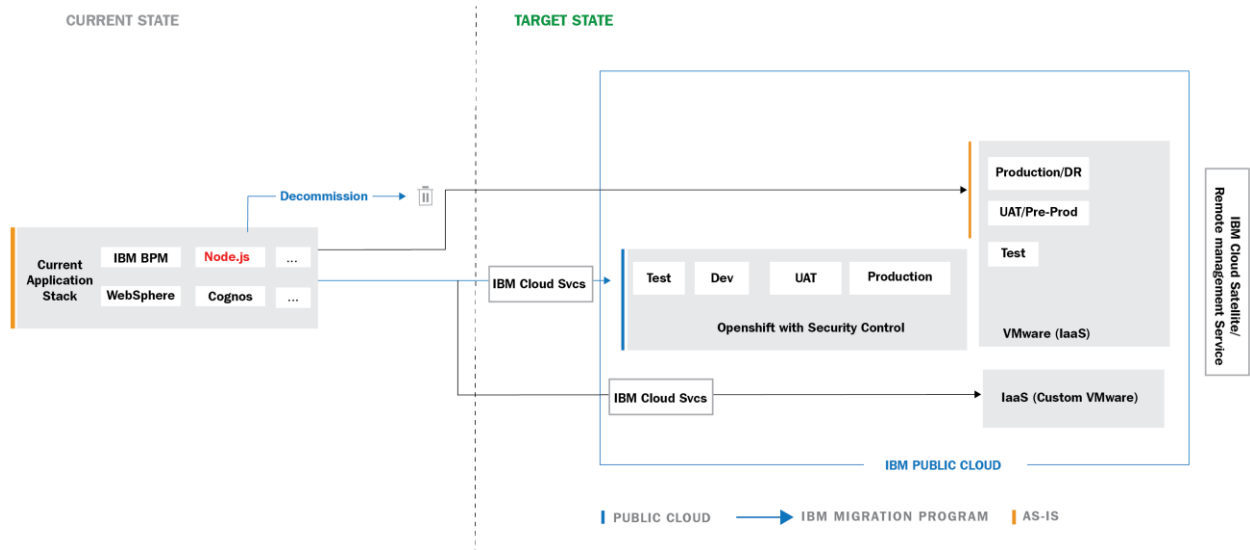 CURRENT STATE
TARGET STATE
Decommission
Current
Application
Stack
IBM BPM
Node.js
...
WebSphere
Cognos
...
IBM Cloud Svcs
Test
Dev
UAT
Production
Openshift with Security Control
Production/DR
UAT/Pre-Prod
Test
VMware (IaaS)
IBM Cloud Svcs
IaaS (Custom VMware)
IBM PUBLIC CLOUD
IBM Cloud Satellite/
Remote management Service
PUBLIC CLOUD
IBM MIGRATION PROGRAM
AS-IS